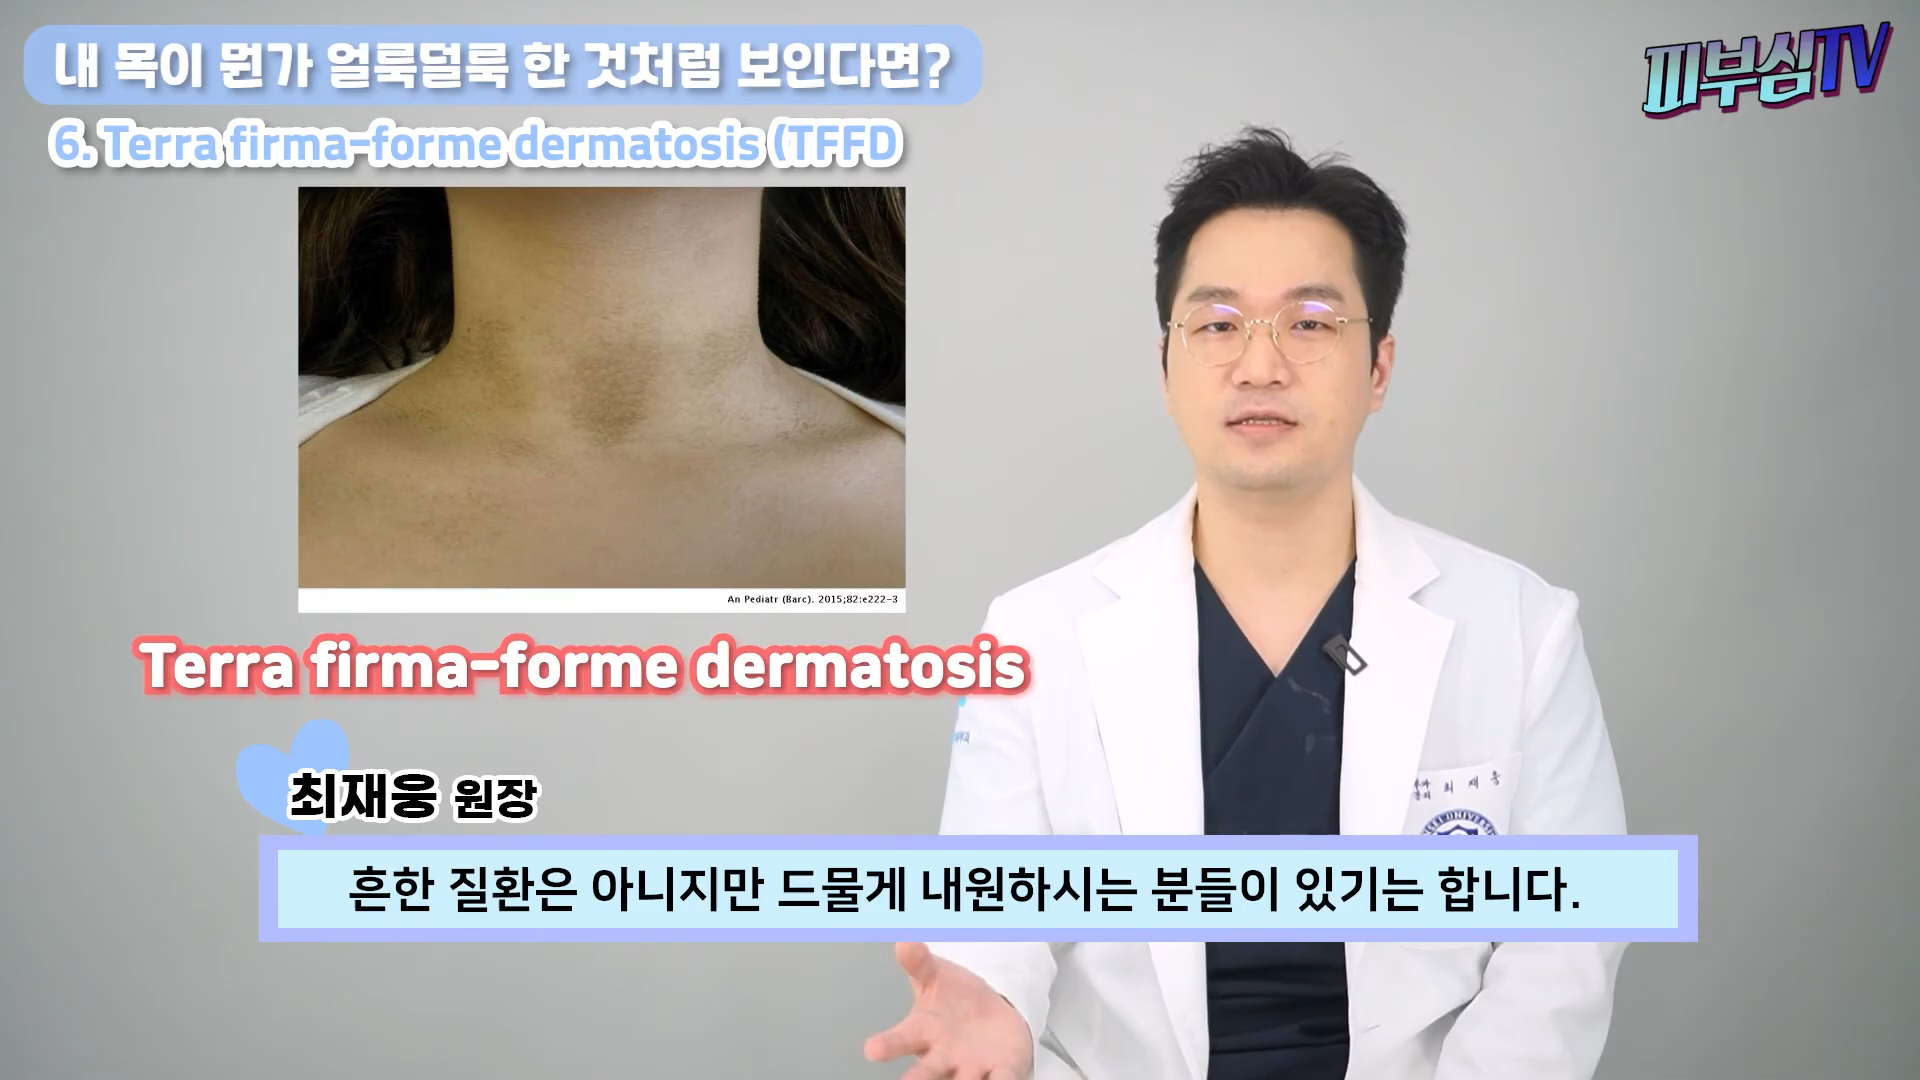 내 목이 뭔가 얼룩덜룩 한 것처럼 보인다면?
피부심TV
6. Terra firma-forme dermatosis (TFFD
An Pediatr (Barc). 2015;82:e222-3
Terra firma-forme dermatosis
최재웅 원장
최재웅
흔한 질환은 아니지만 드물게 내원하시는 분들이 있기는 합니다.